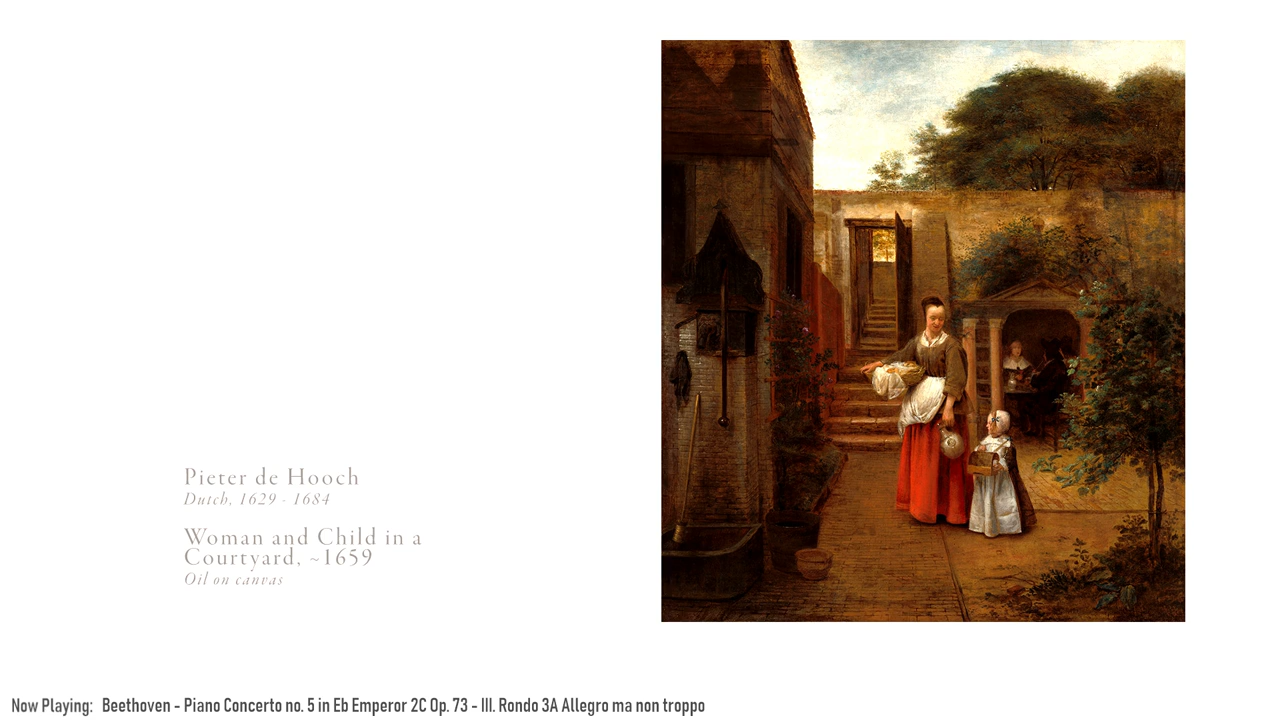 Pieter de Hooch
Dutch, 1629 - 1684
Woman and Child in a
Courtyard, ~1659
Oil on canvas
Now Playing: Beethoven - Piano Concerto no. 5 in Eb Emperor 2C Op. 73 - III. Rondo 3A Allegro ma non troppo